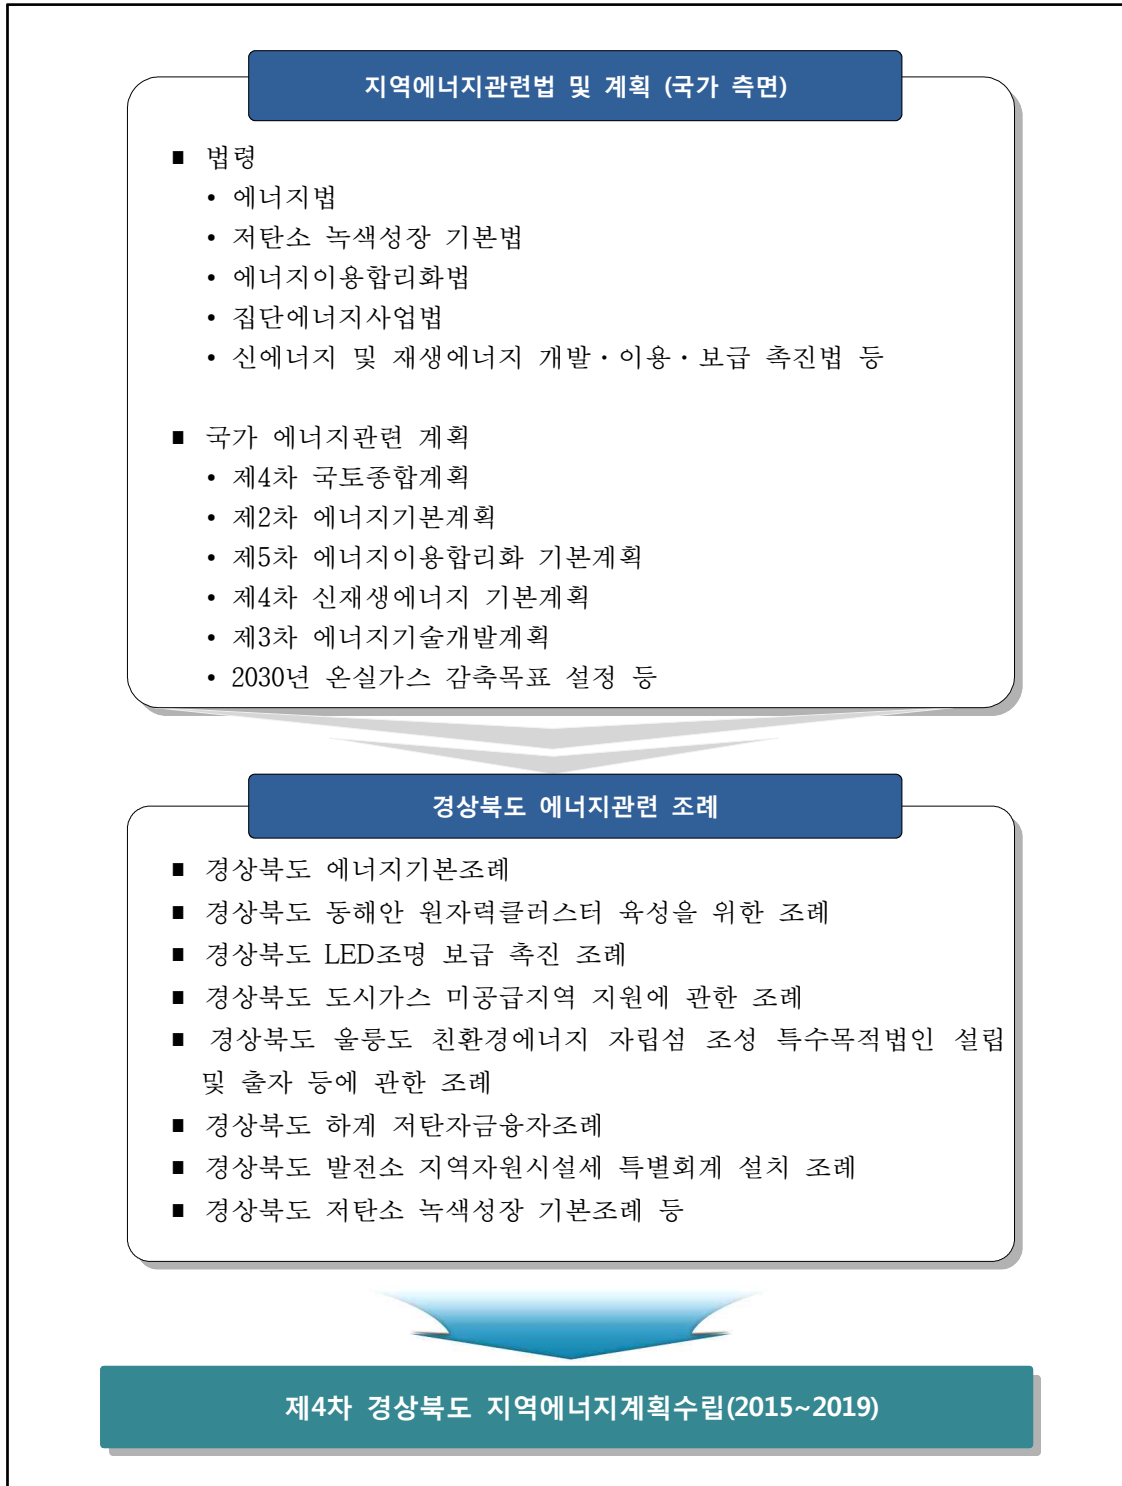 지역에너지관련법 및 계획 (국가 측면)
■ 법령
• 에너지법
• 저탄소 녹색성장 기본법
• 에너지이용합리화법
• 집단에너지사업법
• 신에너지 및 재생에너지 개발・이용・보급 촉진법 등
■ 국가 에너지관련 계획
• 제4차 국토종합계획
• 제2차 에너지기본계획
• 제5차 에너지이용합리화 기본계획
• 제4차 신재생에너지 기본계획
• 제3차 에너지기술개발계획
• 2030년 온실가스 감축목표 설정 등
경상북도 에너지관련 조례
■ 경상북도 에너지기본조례
■ 경상북도 동해안 원자력클러스터 육성을 위한 조례
■ 경상북도 LED조명 보급 촉진 조례
■ 경상북도 도시가스 미공급지역 지원에 관한 조례
■ 경상북도 울릉도 친환경에너지 자립섬 조성 특수목적법인 설립
및 출자 등에 관한 조례
■ 경상북도 하계 저탄자금융자조례
■ 경상북도 발전소 지역자원시설세 특별회계 설치 조례
■ 경상북도 저탄소 녹색성장 기본조례 등
제4차 경상북도 지역에너지계획수립(2015~2019)